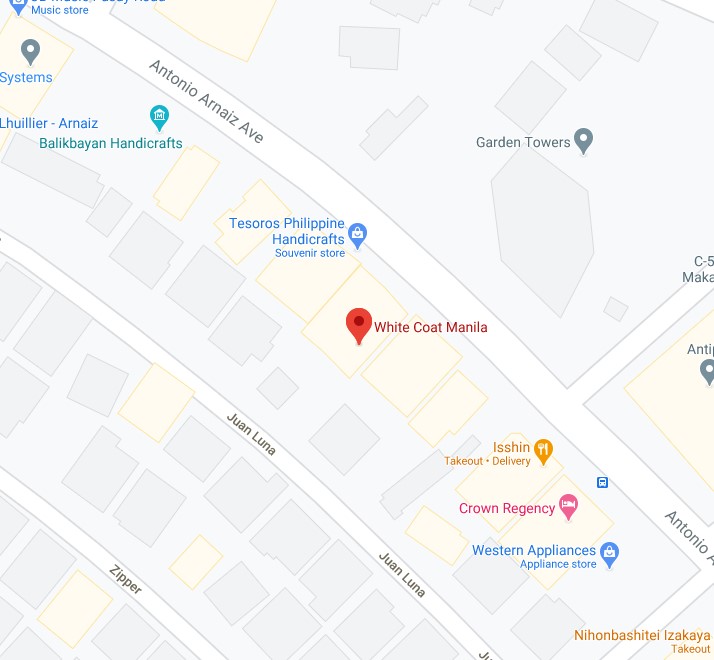 Music store
Systems
Antonio Arnaiz Ave
Lhuillier - Arnaiz
Balikbayan Handicrafts
Garden Towers
Tesoros Philippine
Handicrafts
Souvenir store
C-5
Maka
White Coat Manila
Antip
Juan Luna
Isshin
Takeout • Delivery
Crown Regency
Antonio A
Western Appliances
Appliance store
Juan Luna
Zipper
Nihonbashitei Izakaya
Takeout
Ju